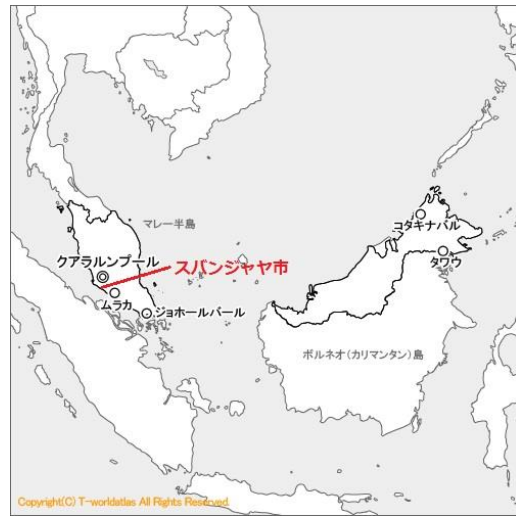 コタキナバル
マレー半島
タワウ
クアラルンプール
スバンジャヤ市
ムラカ
ジョホールバール
ボルネオ(カリマンタン)島
Copyright(C) T-worldatlas All Rights Reserved.